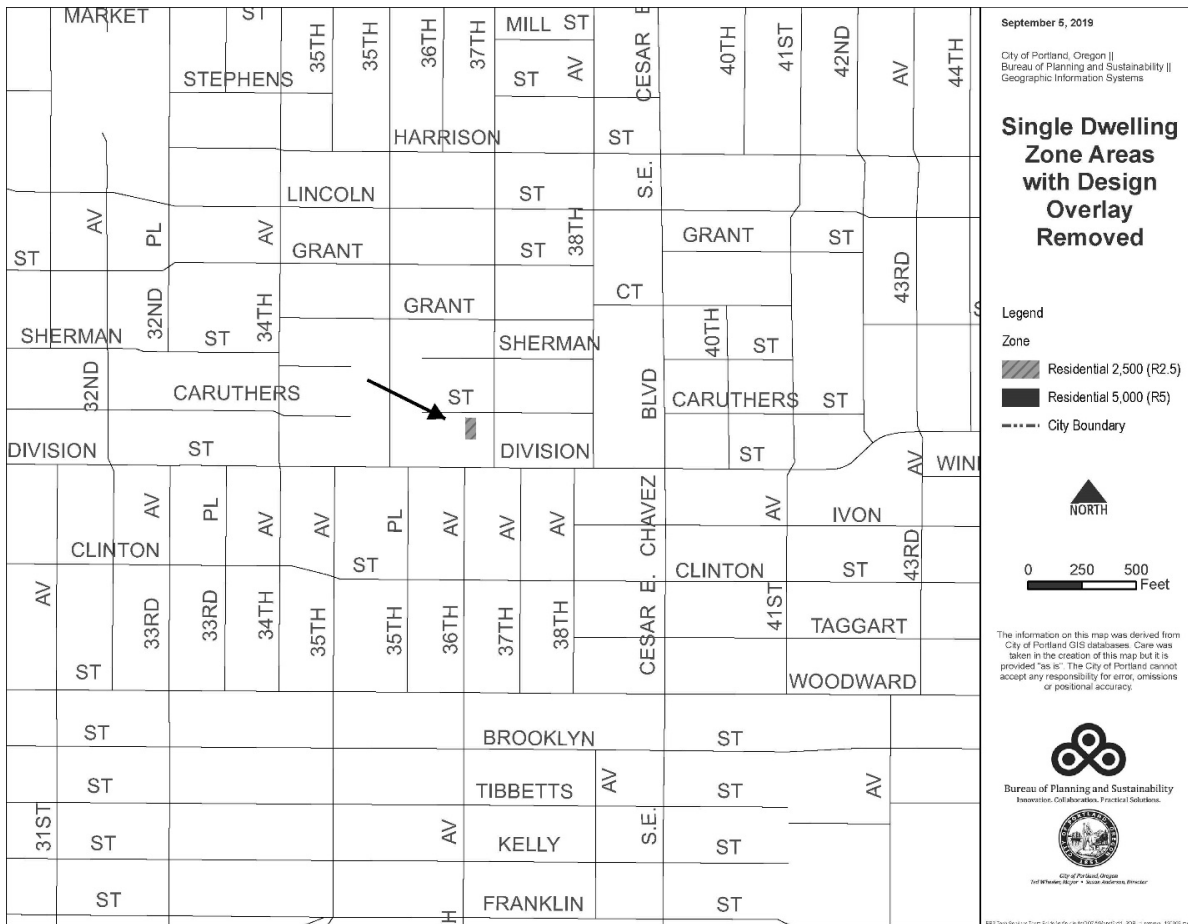 MARKET
ST
35TH
35TH
36TH
37TH
MILL ST
AV
CESAR E
40TH
41ST
42ND
AV
44TH
STEPHENS
ST
HARRISON
ST
LINCOLN
ST
S.E.
AV
PL
AV
38TH
GRANT
ST
ST
GRANT
ST
43RD
CT
32ND
34TH
GRANT
40TH
SHERMAN
ST
SHERMAN
ST
32ND
CARUTHERS
ST
BLVD
CARUTHERS ST
DIVISION
ST
DIVISION
ST
AV
WIN
AV
PL
AV
AV
PL
AV
AV
AV
CESAR E. CHAVEZ
AV
IVON
CLINTON
ST
CLINTON
ST
43RD
AV
33RD
33RD
34TH
35TH
35TH
36TH
37TH
38TH
41ST
TAGGART
ST
WOODWARD
ST
BROOKLYN
ST
ST
TIBBETTS
AV
ST
AV
31ST
ST
AV
KELLY
S.E.
ST
ST
FRANKLIN
ST
September 5, 2019
City of Portland, Oregon ||
Bureau of Planning and Sustainability ||
Geographic Information Systems
Single Dwelling
Zone Areas
with Design
Overlay
Removed
Legend
Zone
Residential 2,500 (R2.5)
Residential 5,000 (R5)
City Boundary
NORTH
0 250 500
Feet
The information on this map was derived from
City of Portland GIS databases. Care was
taken in the creation of this map but it is
provided "as is". The City of Portland cannot
accept any responsibility for error, omissions
or positional accuracy.
Bureau of Planning and Sustainability
Innovation. Collaboration. Practical Solutions.
City of Portland, Oregon
Ted Wheeler, Mayor • Susan Anderson, Director